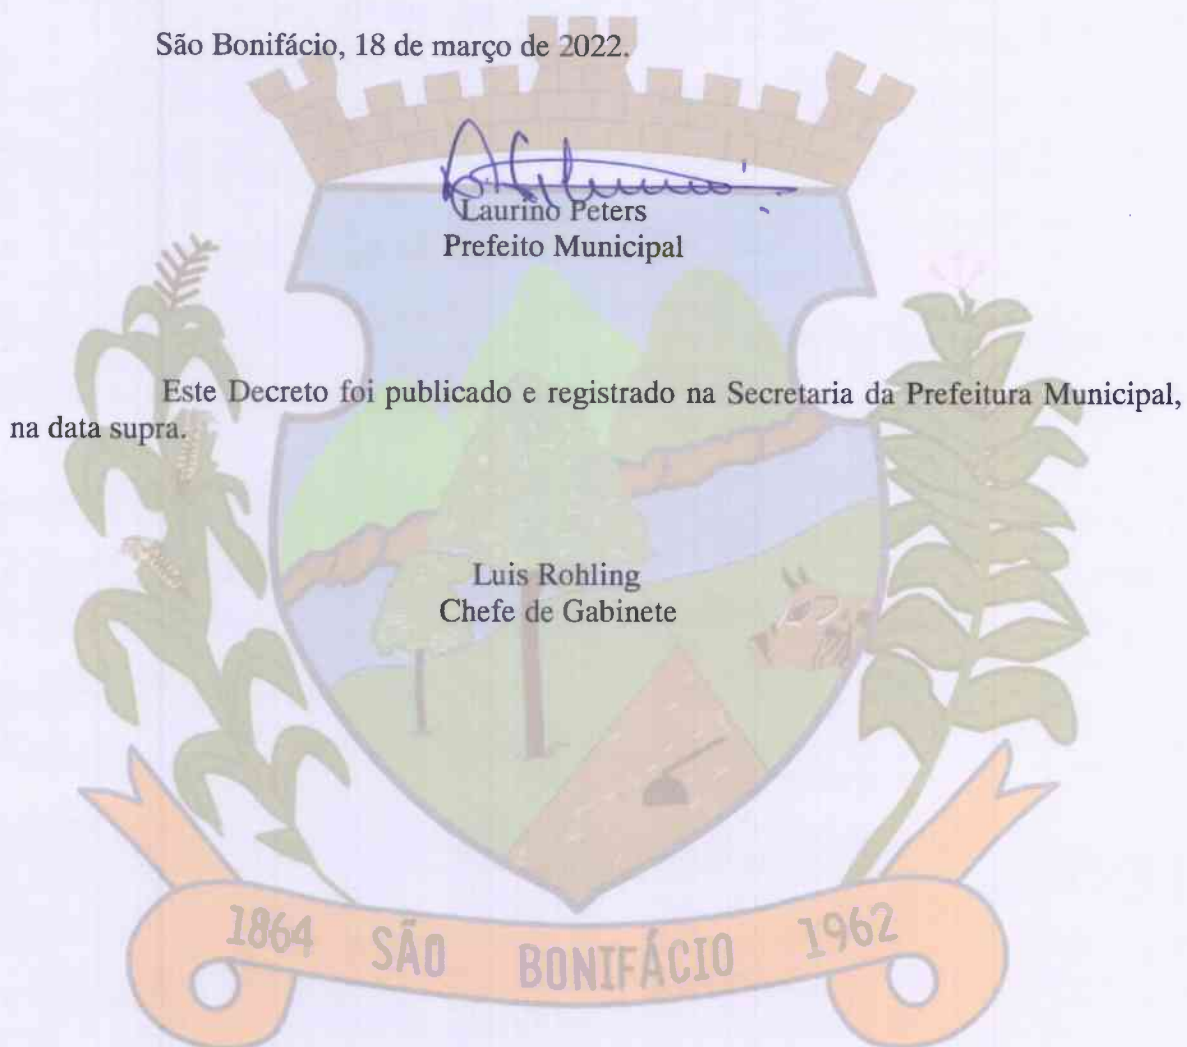 São Bonifácio, 18 de março de 2022.
Laurino Peters
Prefeito Municipal
Este Decreto foi publicado e registrado na Secretaria da Prefeitura Municipal,
na data supra.
Luis Rohling
Chefe de Gabinete
1864 SÃO BONIFÁCIO 1962